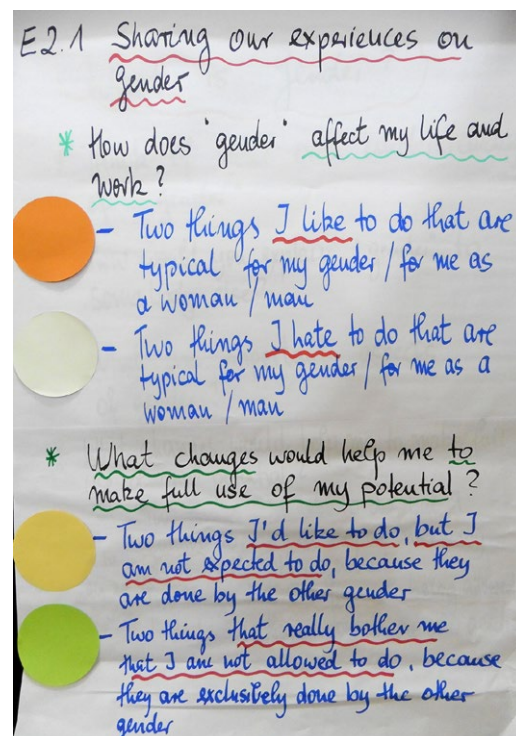 E2.1 Sharing our experiences on
gender
* How does 'gender' affect my life and
work?
- Two things I like to do that are
typical for my gender / for me as
a woman / man
- Two things I hate to do that are
typical for my gender / for me as a
woman / man
* What changes would help me to
make full use of my potential?
- Two things I'd like to do, but I
am not expected to do, because they
are done by the other gender
- Two things that really bother me
that I am not allowed to do, because
they are exclusively done by the other
gender